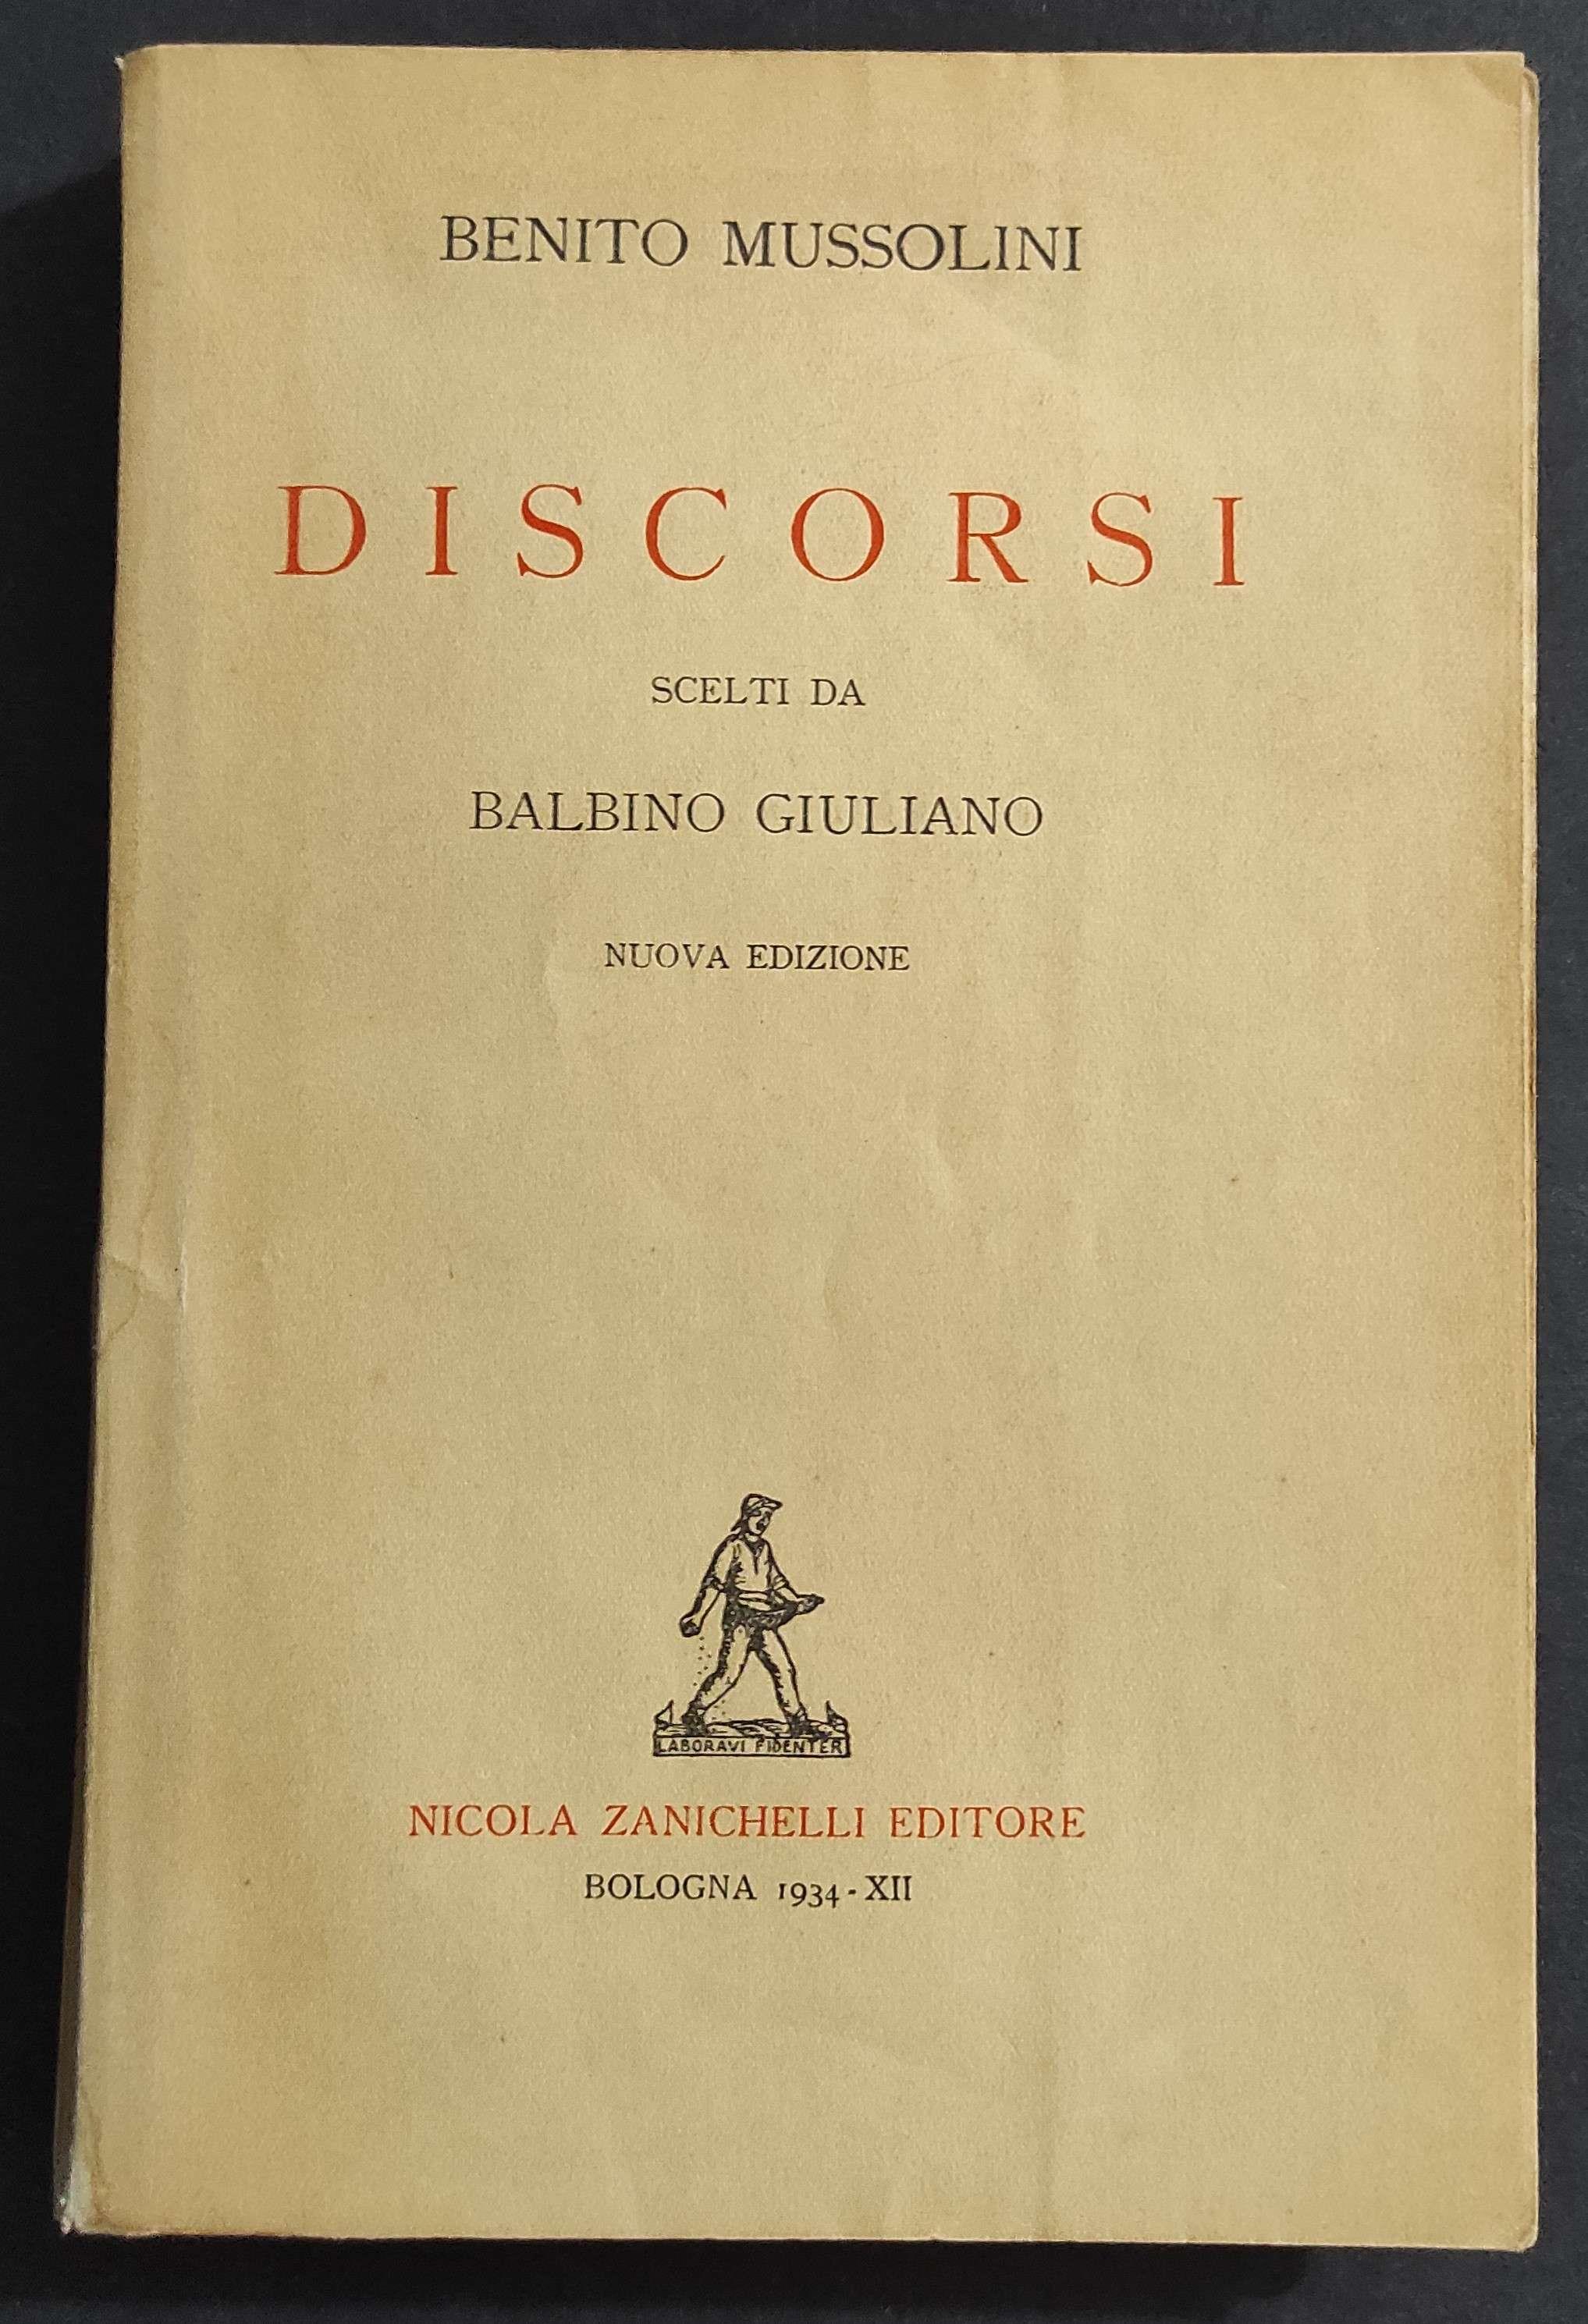 BENITO MUSSOLINI
DISCORSI
SCELTI DA
BALBINO GIULIANO
NUOVA EDIZIONE
LABORAVI FIDENTER
NICOLA ZANICHELLI EDITORE
BOLOGNA 1934-XII